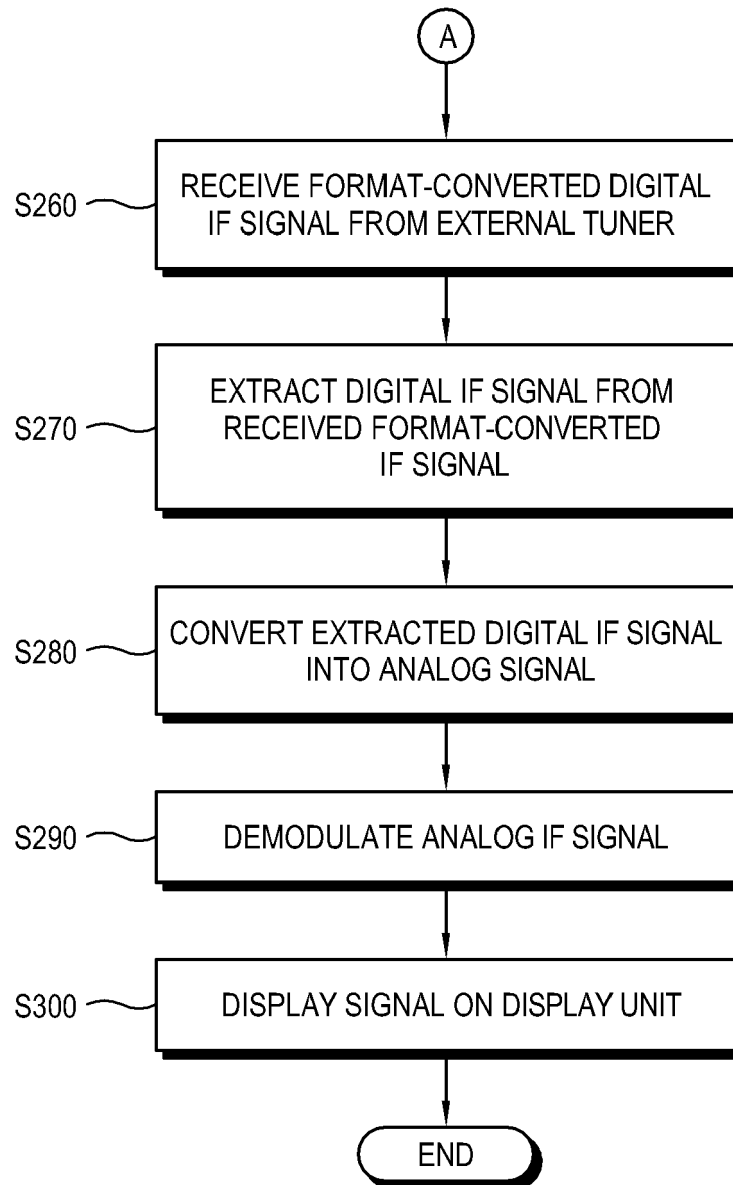 A
S260
RECEIVE FORMAT-CONVERTED DIGITAL
IF SIGNAL FROM EXTERNAL TUNER
S270
EXTRACT DIGITAL IF SIGNAL FROM
RECEIVED FORMAT-CONVERTED
IF SIGNAL
S280
CONVERT EXTRACTED DIGITAL IF SIGNAL
INTO ANALOG SIGNAL
S290
DEMODULATE ANALOG IF SIGNAL
S300
DISPLAY SIGNAL ON DISPLAY UNIT
END